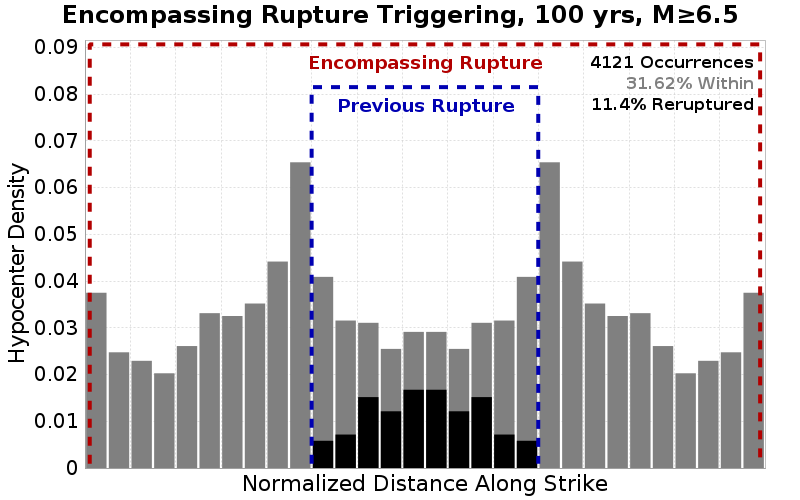 Encompassing Rupture Triggering, 100 yrs, M≥6.5
0.09
0.08
0.07
0.06
0.05
0.04
0.03
0.02
0.01
0
Hypocenter Density
Encompassing Rupture
Previous Rupture
4121 Occurrences
31.62% Within
11.4% Reruptured
Normalized Distance Along Strike